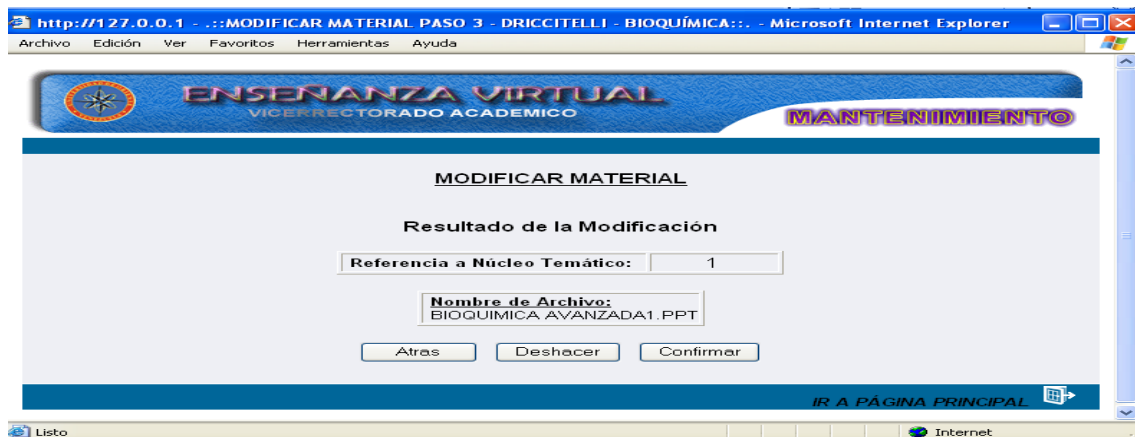 http://127.0.0.1 - .::MODIFICAR MATERIAL PASO 3 - DRICCITELLI - BIOQUÍMICA::. - Microsoft Internet Explorer
Archivo Edición Ver Favoritos Herramientas Ayuda
ENSEÑANZA VIRTUAL
VICERRECTORADO ACADEMICO
MANTENIMIENTO
MODIFICAR MATERIAL
Resultado de la Modificación
Referencia a Núcleo Temático: 1
Nombre de Archivo:
BIOQUIMICA AVANZADA1.PPT
Atras Deshacer Confirmar
IR A PÁGINA PRINCIPAL
Listo Internet